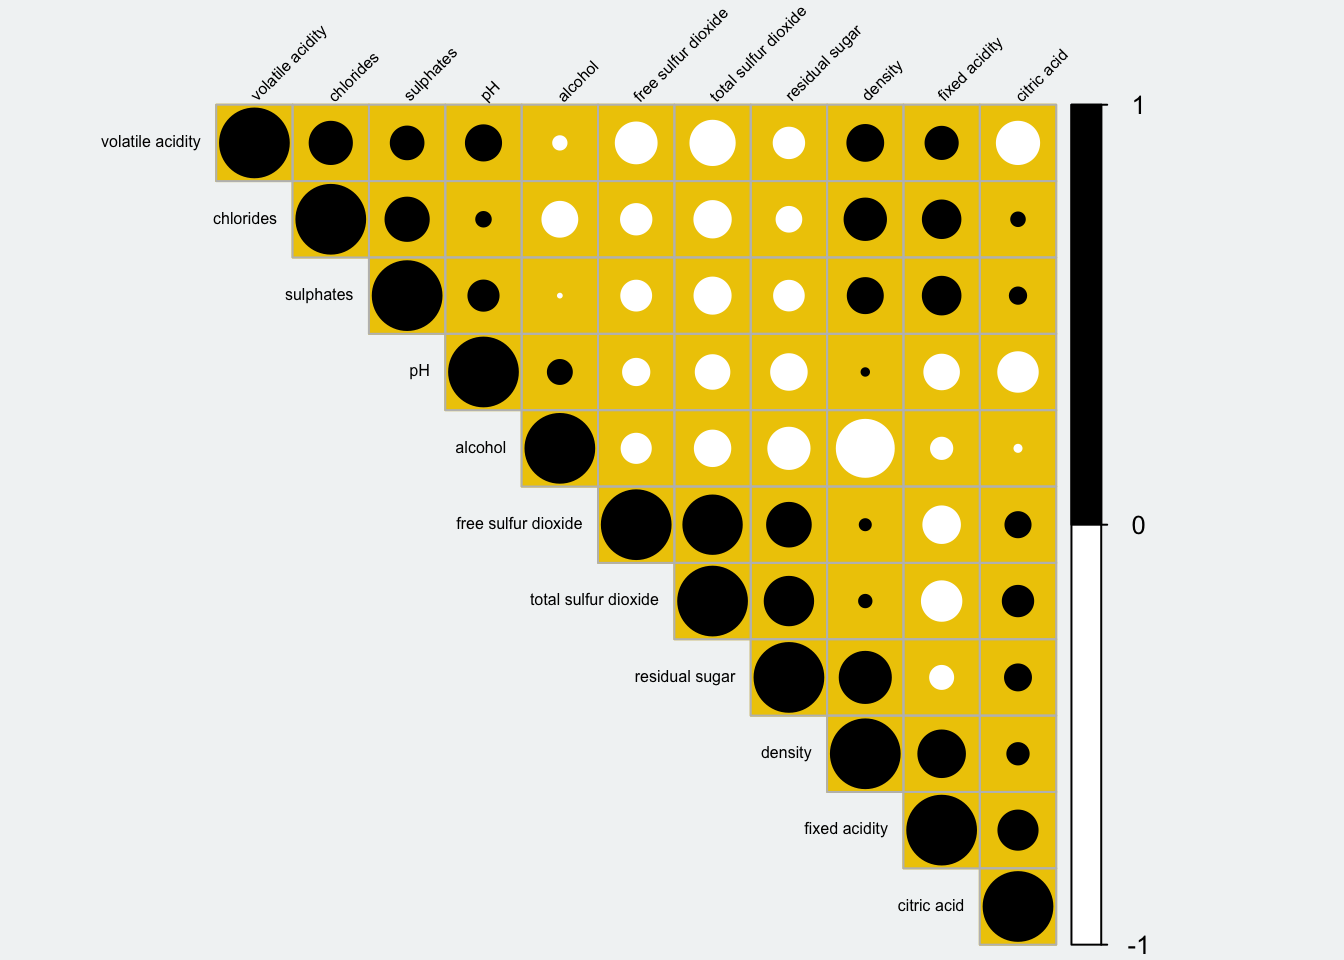 volatile acidity
chlorides
sulphates
pH
alcohol
free sulfur dioxide
total sulfur dioxide
residual sugar
density
fixed acidity
citric acid
volatile acidity
chlorides
sulphates
pH
alcohol
free sulfur dioxide
total sulfur dioxide
residual sugar
density
fixed acidity
citric acid
1
0
-1